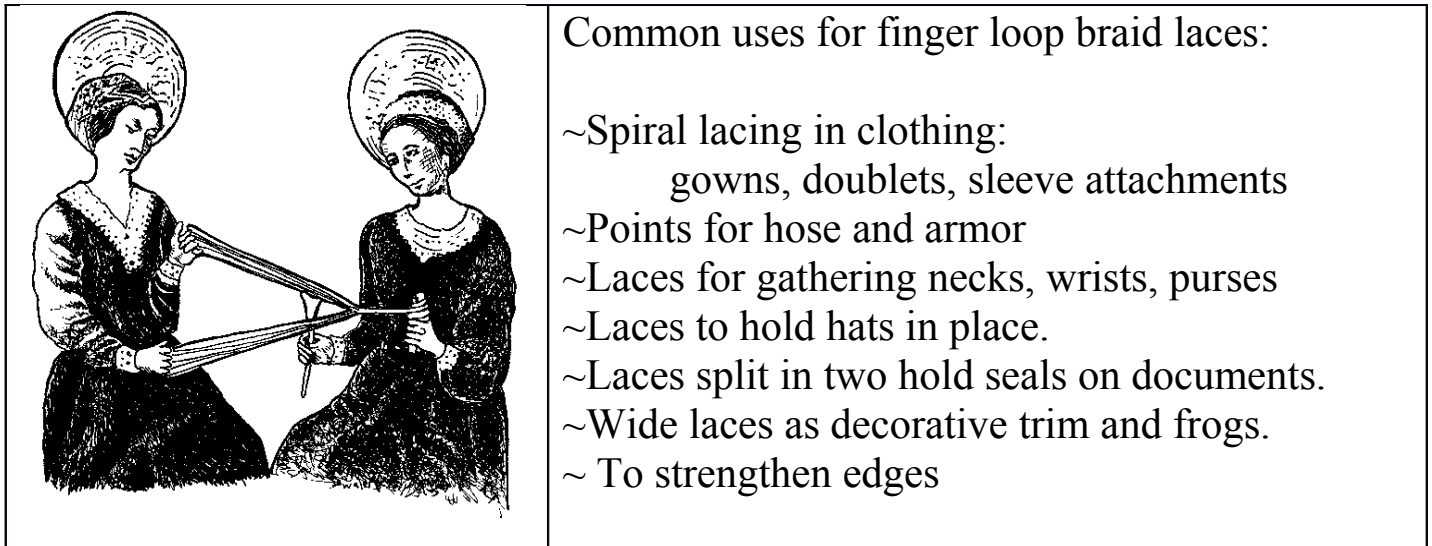 Common uses for finger loop braid laces:
~Spiral lacing in clothing:
gowns, doublets, sleeve attachments
~Points for hose and armor
~Laces for gathering necks, wrists, purses
~Laces to hold hats in place.
~Laces split in two hold seals on documents.
~Wide laces as decorative trim and frogs.
~ To strengthen edges